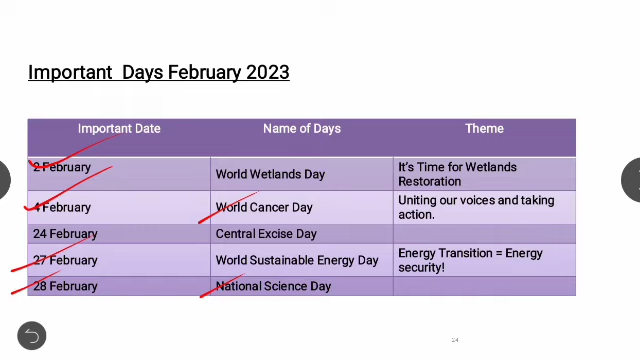 Important Days February 2023
Important Date Name of Days Theme
2 February World Wetlands Day It's Time for Wetlands
Restoration
4 February World Cancer Day Uniting our voices and taking
action.
24 February Central Excise Day
27 February World Sustainable Energy Day Energy Transition = Energy
security!
28 February National Science Day
24